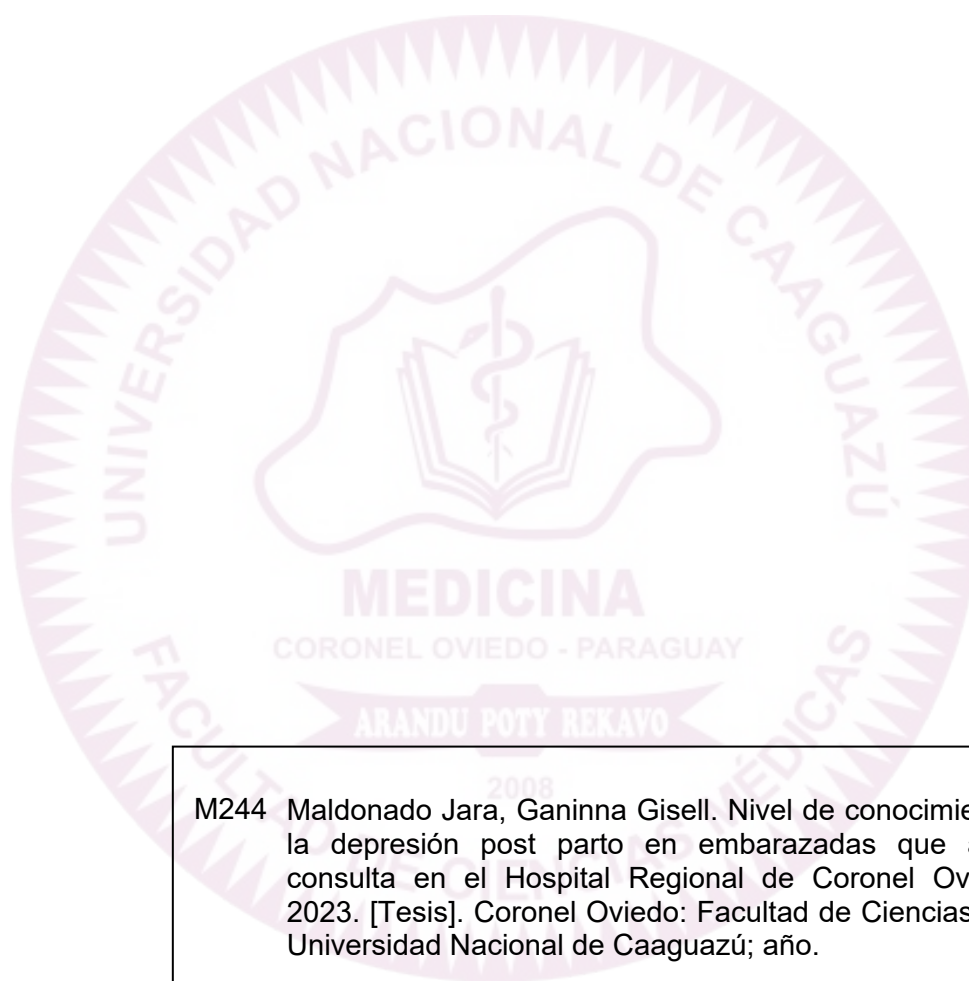 UNIVERSIDAD NACIONAL DE CAAGUAZÚ
MEDICINA
CORONEL OVIEDO - PARAGUAY
ARANDU POTY REKAVO
2008
FACULTAD DE CIENCIAS MÉDICAS
M244 Maldonado Jara, Ganinna Gisell. Nivel de
la depresión post parto en embarazadas que
consulta en el Hospital Regional de Coronel
2023. [Tesis]. Coronel Oviedo: Facultad de Ciencias
Universidad Nacional de Caaguazú; año.